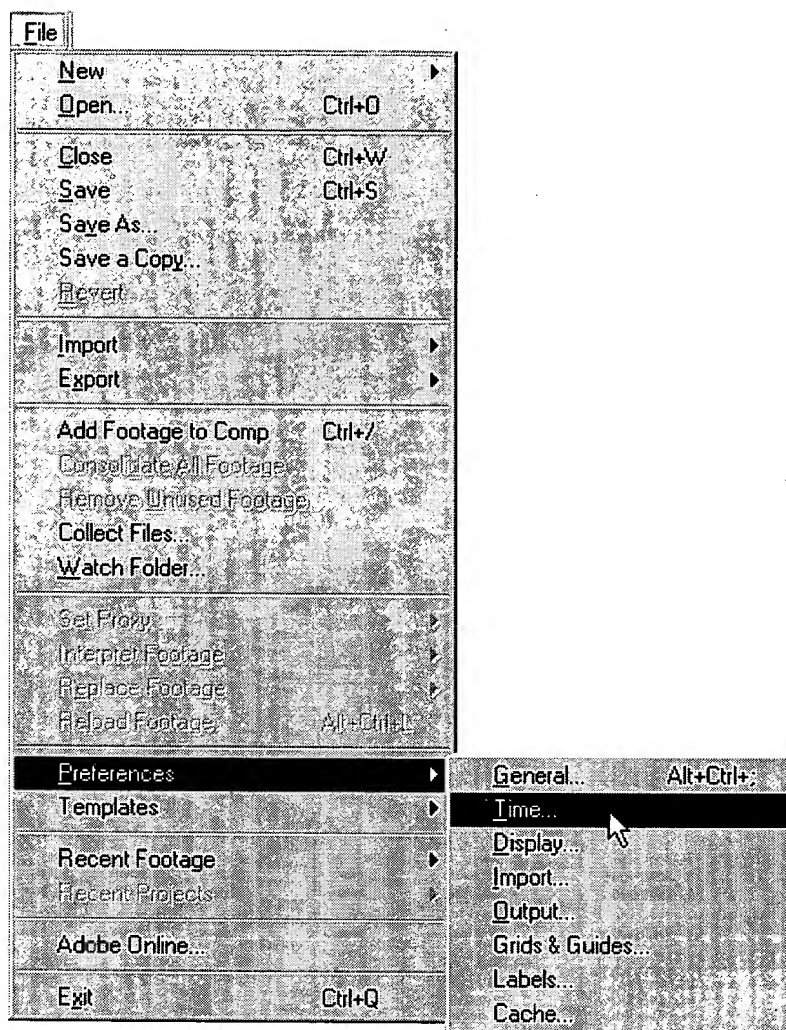 File
New
Open... Ctrl+O
Close Ctrl+W
Save Ctrl+S
Save As...
Save a Copy...
Revert
Import
Export
Add Footage to Comp Ctrl+/
Consolidate All Footage
Remove Unused Footage
Collect Files...
Watch Folder...
Set Proxy
Interpret Footage
Replace Footage
Reload Footage Alt+Ctrl+L
Preferences
General... Alt+Ctrl+;
Templates
Time...
Display...
Recent Footage
Import...
Recent Projects
Output...
Adobe Online...
Grids & Guides...
Labels...
Exit Ctrl+Q
Cache...